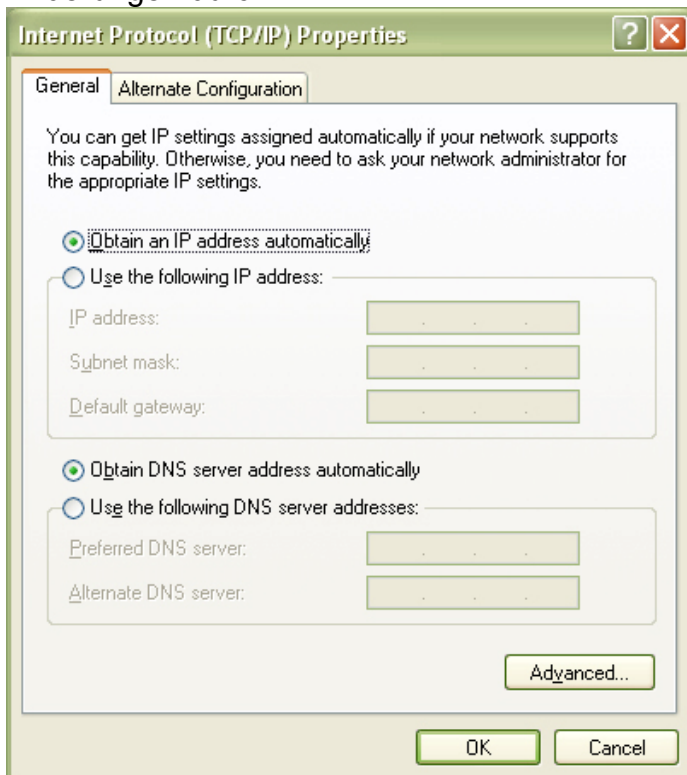 Internet Protocol (TCP/IP) Properties
General
Alternate Configuration
You can get IP settings assigned automatically if your network supports
this capability. Otherwise, you need to ask your network administrator for
the appropriate IP settings.
Obtain an IP address automatically
Use the following IP address:
IP address:
Subnet mask:
Default gateway:
Obtain DNS server address automatically
Use the following DNS server addresses:
Preferred DNS server:
Alternate DNS server:
Advanced...
OK
Cancel